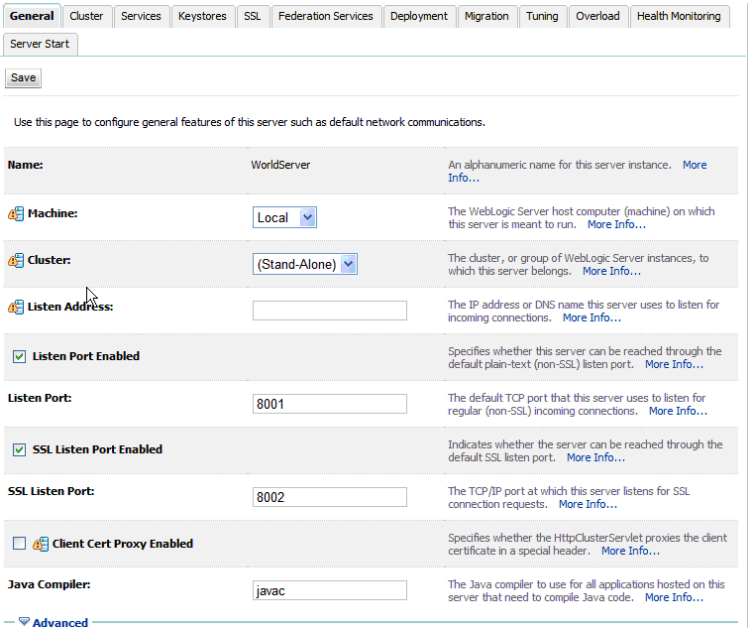 General Cluster Services Keystores SSL Federation Services Deployment Migration Tuning Overload Health Monitoring
Server Start
Save
Use this page to configure general features of this server such as default network communications.
Name: WorldServer An alphanumeric name for this server instance. More
Info...
Machine: Local The WebLogic Server host computer (machine) on which
this server is meant to run. More Info...
Cluster: (Stand-Alone) The cluster, or group of WebLogic Server instances, to
which this server belongs. More Info...
Listen Address: The IP address or DNS name this server uses to listen for
incoming connections. More Info...
Listen Port Enabled Specifies whether this server can be reached through the
default plain-text (non-SSL) listen port. More Info...
Listen Port: 8001 The default TCP port that this server uses to listen for
regular (non-SSL) incoming connections. More Info...
SSL Listen Port Enabled Indicates whether the server can be reached through the
default SSL listen port. More Info...
SSL Listen Port: 8002 The TCP/IP port at which this server listens for SSL
connection requests. More Info...
Client Cert Proxy Enabled Specifies whether the HttpClusterServlet proxies the client
certificate in a special header. More Info...
Java Compiler: javac The Java compiler to use for all applications hosted on this
server that need to compile Java code. More Info...
Advanced